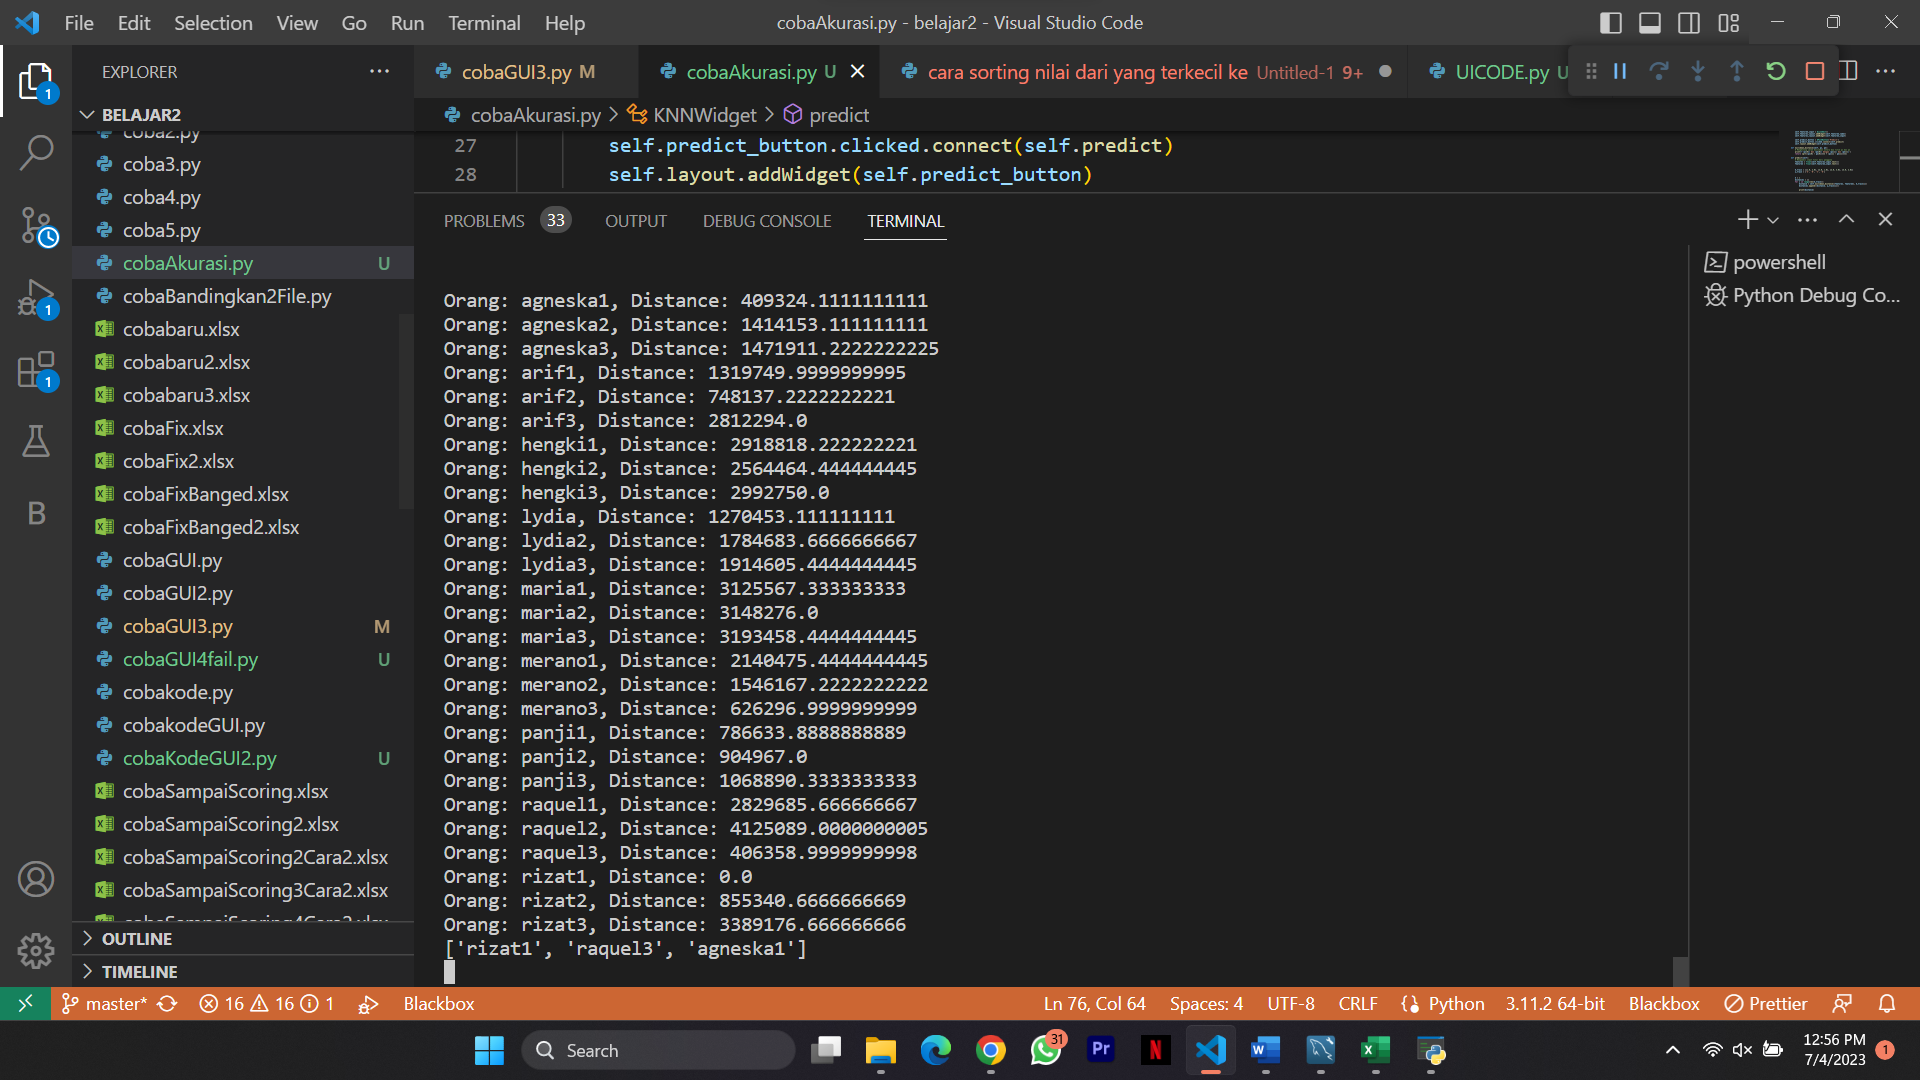 File Edit Selection View Go Run Terminal Help
cobaAkurasi.py - belajar2 - Visual Studio Code
EXPLORER
BELAJAR2
coba2.py
coba3.py
coba4.py
coba5.py
cobaAkurasi.py U
cobaBandingkan2File.py
cobabaru.xlsx
cobabaru2.xlsx
cobabaru3.xlsx
cobaFix.xlsx
cobaFix2.xlsx
cobaFixBanged.xlsx
cobaFixBanged2.xlsx
cobaGUI.py
cobaGUI2.py
cobaGUI3.py M
cobaGUI4fail.py U
cobakode.py
cobakodeGUI.py
cobaKodeGUI2.py U
cobaSampaiScoring.xlsx
cobaSampaiScoring2.xlsx
cobaSampaiScoring2Cara2.xlsx
cobaSampaiScoring3Cara2.xlsx
OUTLINE
TIMELINE
1
1
1
B
cobaGUI3.py M
cobaAkurasi.py U
cara sorting nilai dari yang terkecil ke Untitled-1 9+
UICODE.py U
cobaAkurasi.py > KNNWidget > predict
27 self.predict_button.clicked.connect(self.predict)
28 self.layout.addWidget(self.predict_button)
PROBLEMS 33 OUTPUT DEBUG CONSOLE TERMINAL
powershell
Python Debug Co...
Orang: agneska1, Distance: 409324.1111111111
Orang: agneska2, Distance: 1414153.111111111
Orang: agneska3, Distance: 1471911.2222222225
Orang: arif1, Distance: 1319749.9999999995
Orang: arif2, Distance: 748137.2222222221
Orang: arif3, Distance: 2812294.0
Orang: hengki1, Distance: 2918818.222222221
Orang: hengki2, Distance: 2564464.444444445
Orang: hengki3, Distance: 2992750.0
Orang: lydia, Distance: 1270453.111111111
Orang: lydia2, Distance: 1784683.6666666667
Orang: lydia3, Distance: 1914605.4444444445
Orang: maria1, Distance: 3125567.333333333
Orang: maria2, Distance: 3148276.0
Orang: maria3, Distance: 3193458.4444444445
Orang: merano1, Distance: 2140475.4444444445
Orang: merano2, Distance: 1546167.2222222222
Orang: merano3, Distance: 626296.9999999999
Orang: panji1, Distance: 786633.8888888889
Orang: panji2, Distance: 904967.0
Orang: panji3, Distance: 1068890.3333333333
Orang: raquel1, Distance: 2829685.666666667
Orang: raquel2, Distance: 4125089.0000000005
Orang: raquel3, Distance: 406358.9999999998
Orang: rizat1, Distance: 0.0
Orang: rizat2, Distance: 855340.6666666669
Orang: rizat3, Distance: 3389176.666666666
['rizat1', 'raquel3', 'agneska1']
master* 16 16 1 Blackbox
Ln 76, Col 64 Spaces: 4 UTF-8 CRLF Python 3.11.2 64-bit Blackbox Prettier
Search
31
Pr
N
W
X
12:56 PM
7/4/2023
1